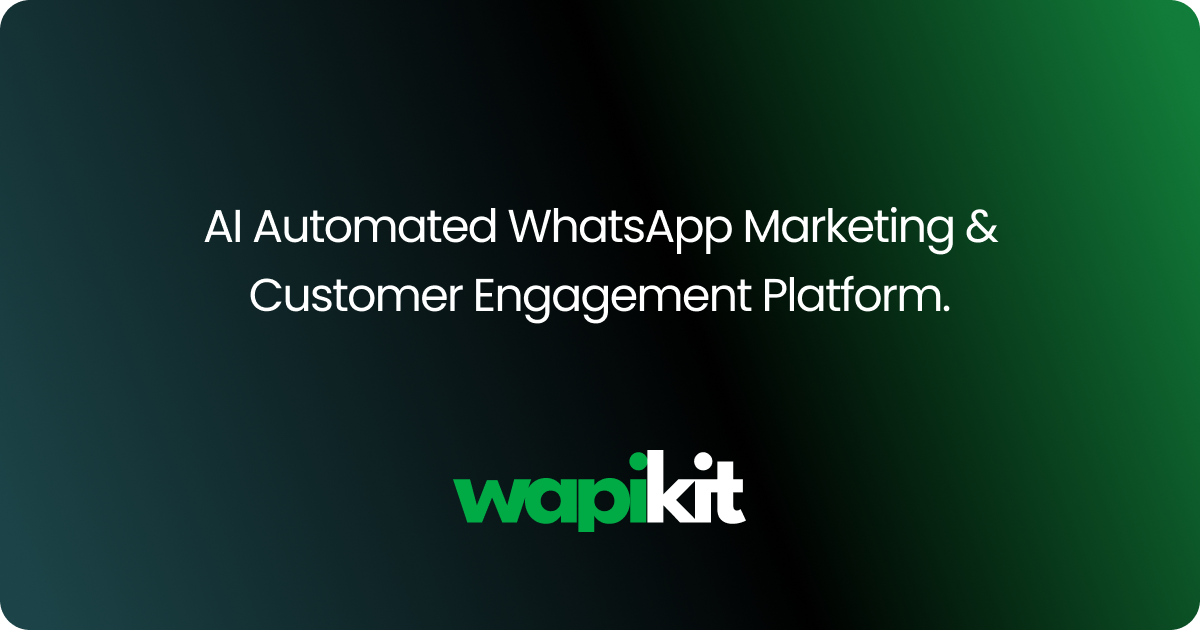 AI Automated WhatsApp Marketing &
Customer Engagement Platform.
wapikit